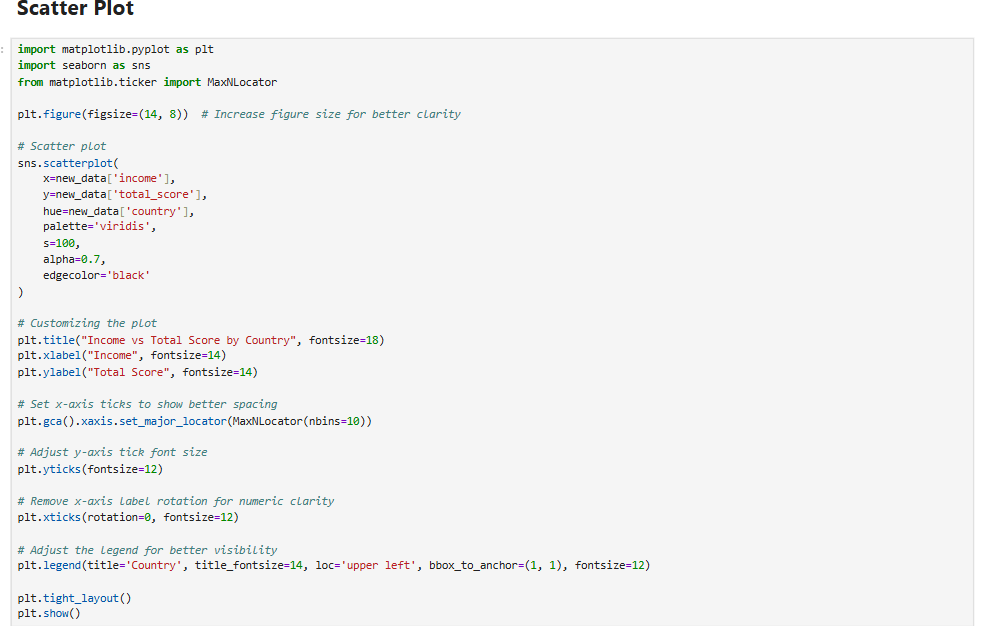 Scatter Plot
:
import matplotlib.pyplot as plt
import seaborn as sns
from matplotlib.ticker import MaxNLocator

plt.figure(figsize=(14, 8))  # Increase figure size for better clarity

# Scatter plot
sns.scatterplot(
    x=new_data['income'],
    y=new_data['total_score'],
    hue=new_data['country'],
    palette='viridis',
    s=100,
    alpha=0.7,
    edgecolor='black'
)

# Customizing the plot
plt.title("Income vs Total Score by Country", fontsize=18)
plt.xlabel("Income", fontsize=14)
plt.ylabel("Total Score", fontsize=14)

# Set x-axis ticks to show better spacing
plt.gca().xaxis.set_major_locator(MaxNLocator(nbins=10))

# Adjust y-axis tick font size
plt.yticks(fontsize=12)

# Remove x-axis label rotation for numeric clarity
plt.xticks(rotation=0, fontsize=12)

# Adjust the legend for better visibility
plt.legend(title='Country', title_fontsize=14, loc='upper left', bbox_to_anchor=(1, 1), fontsize=12)

plt.tight_layout()
plt.show()